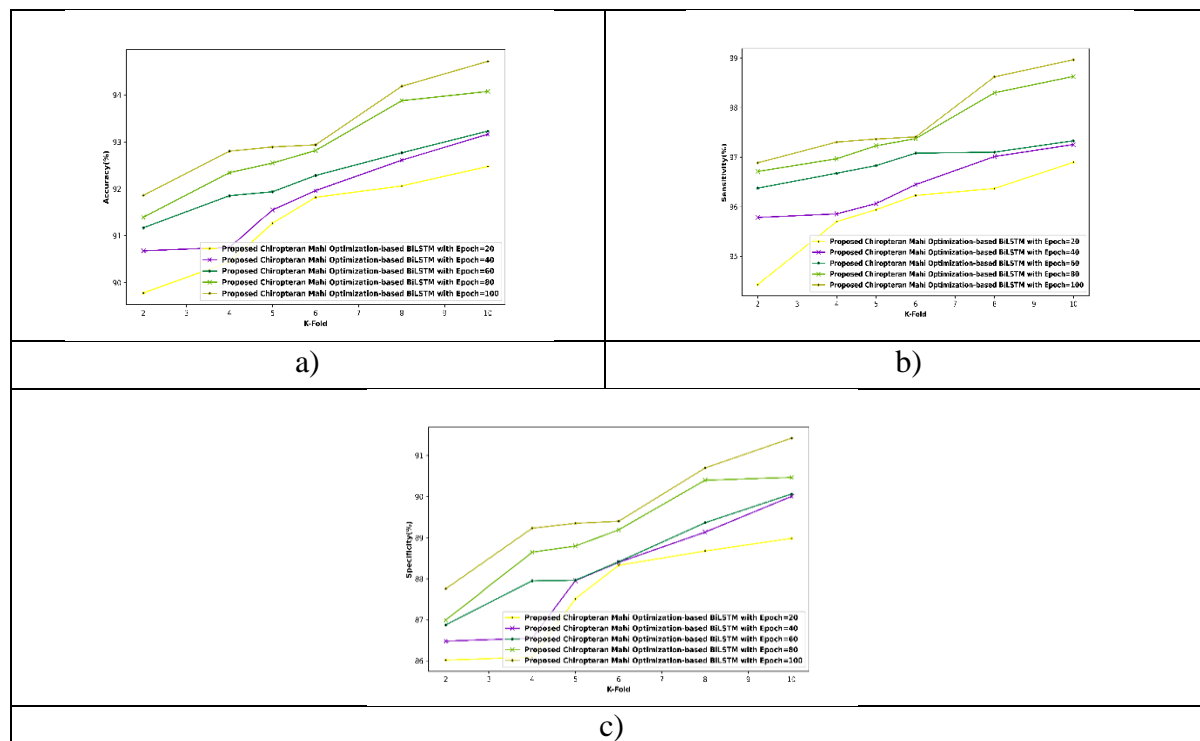 94
93
92
91
90
Accuracy(%)
Proposed Chiropteran Mahi Optimization-based BiLSTM with Epoch=20
Proposed Chiropteran Mahi Optimization-based BiLSTM with Epoch=40
Proposed Chiropteran Mahi Optimization-based BiLSTM with Epoch=60
Proposed Chiropteran Mahi Optimization-based BiLSTM with Epoch=80
Proposed Chiropteran Mahi Optimization-based BiLSTM with Epoch=100
2 3 4 5 6 7 8 9 10
K-Fold
a)
99
98
97
96
95
Sensitivity(%)
Proposed Chiropteran Mahi Optimization-based BiLSTM with Epoch=20
Proposed Chiropteran Mahi Optimization-based BiLSTM with Epoch=40
Proposed Chiropteran Mahi Optimization-based BiLSTM with Epoch=60
Proposed Chiropteran Mahi Optimization-based BiLSTM with Epoch=80
Proposed Chiropteran Mahi Optimization-based BiLSTM with Epoch=100
2 3 4 5 6 7 8 9 10
K-Fold
b)
91
90
89
88
87
86
Specificity(%)
Proposed Chiropteran Mahi Optimization-based BiLSTM with Epoch=20
Proposed Chiropteran Mahi Optimization-based BiLSTM with Epoch=40
Proposed Chiropteran Mahi Optimization-based BiLSTM with Epoch=60
Proposed Chiropteran Mahi Optimization-based BiLSTM with Epoch=80
Proposed Chiropteran Mahi Optimization-based BiLSTM with Epoch=100
2 3 4 5 6 7 8 9 10
K-Fold
c)